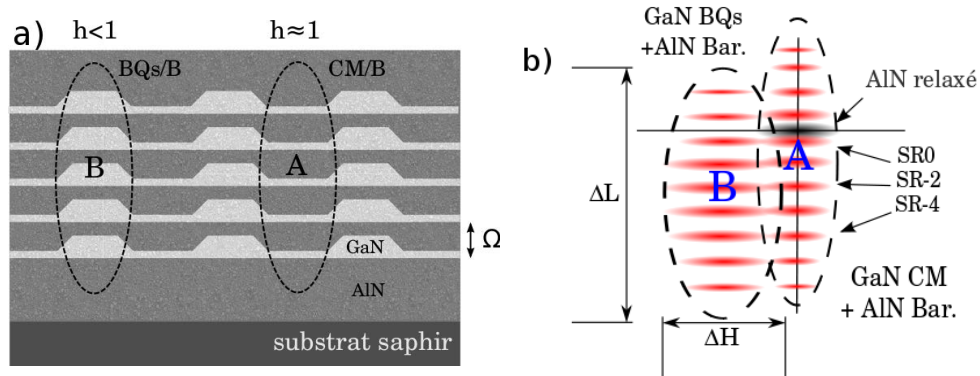 a)
h<1
h≈1
BQs/B
CM/B
B
A
Ω
GaN
AlN
substrat saphir
b)
GaN BQs
+AlN Bar.
AlN relaxé
A
B
SR0
SR-2
SR-4
ΔL
GaN CM
+ AlN Bar.
ΔH